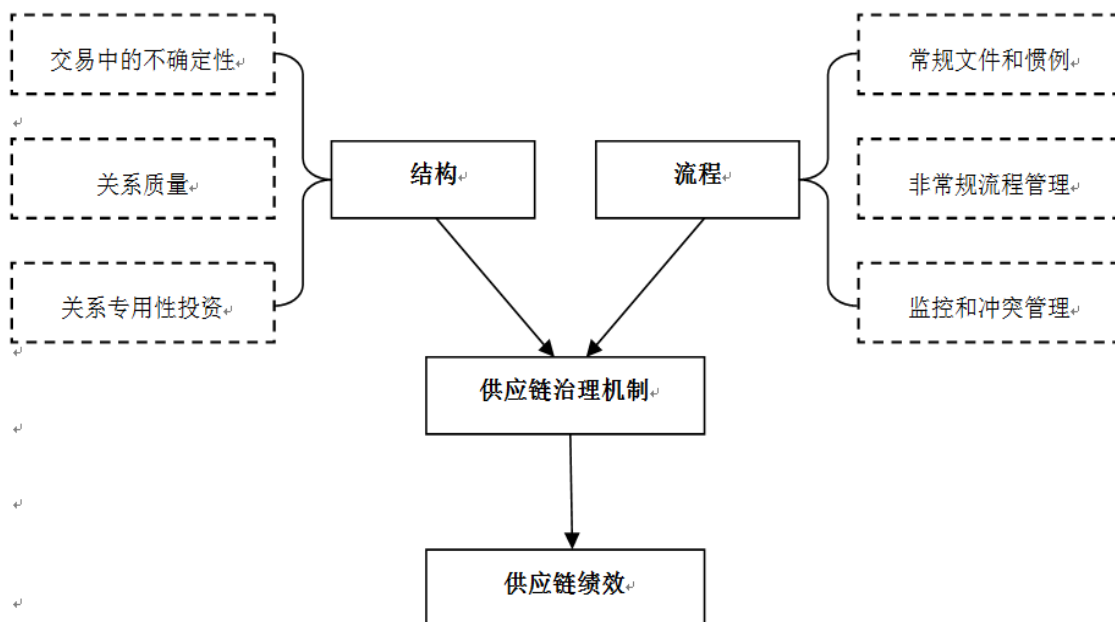 交易中的不确定性
常规文件和惯例
结构
流程
关系质量
非常规流程管理
关系专用性投资
监控和冲突管理
供应链治理机制
供应链绩效